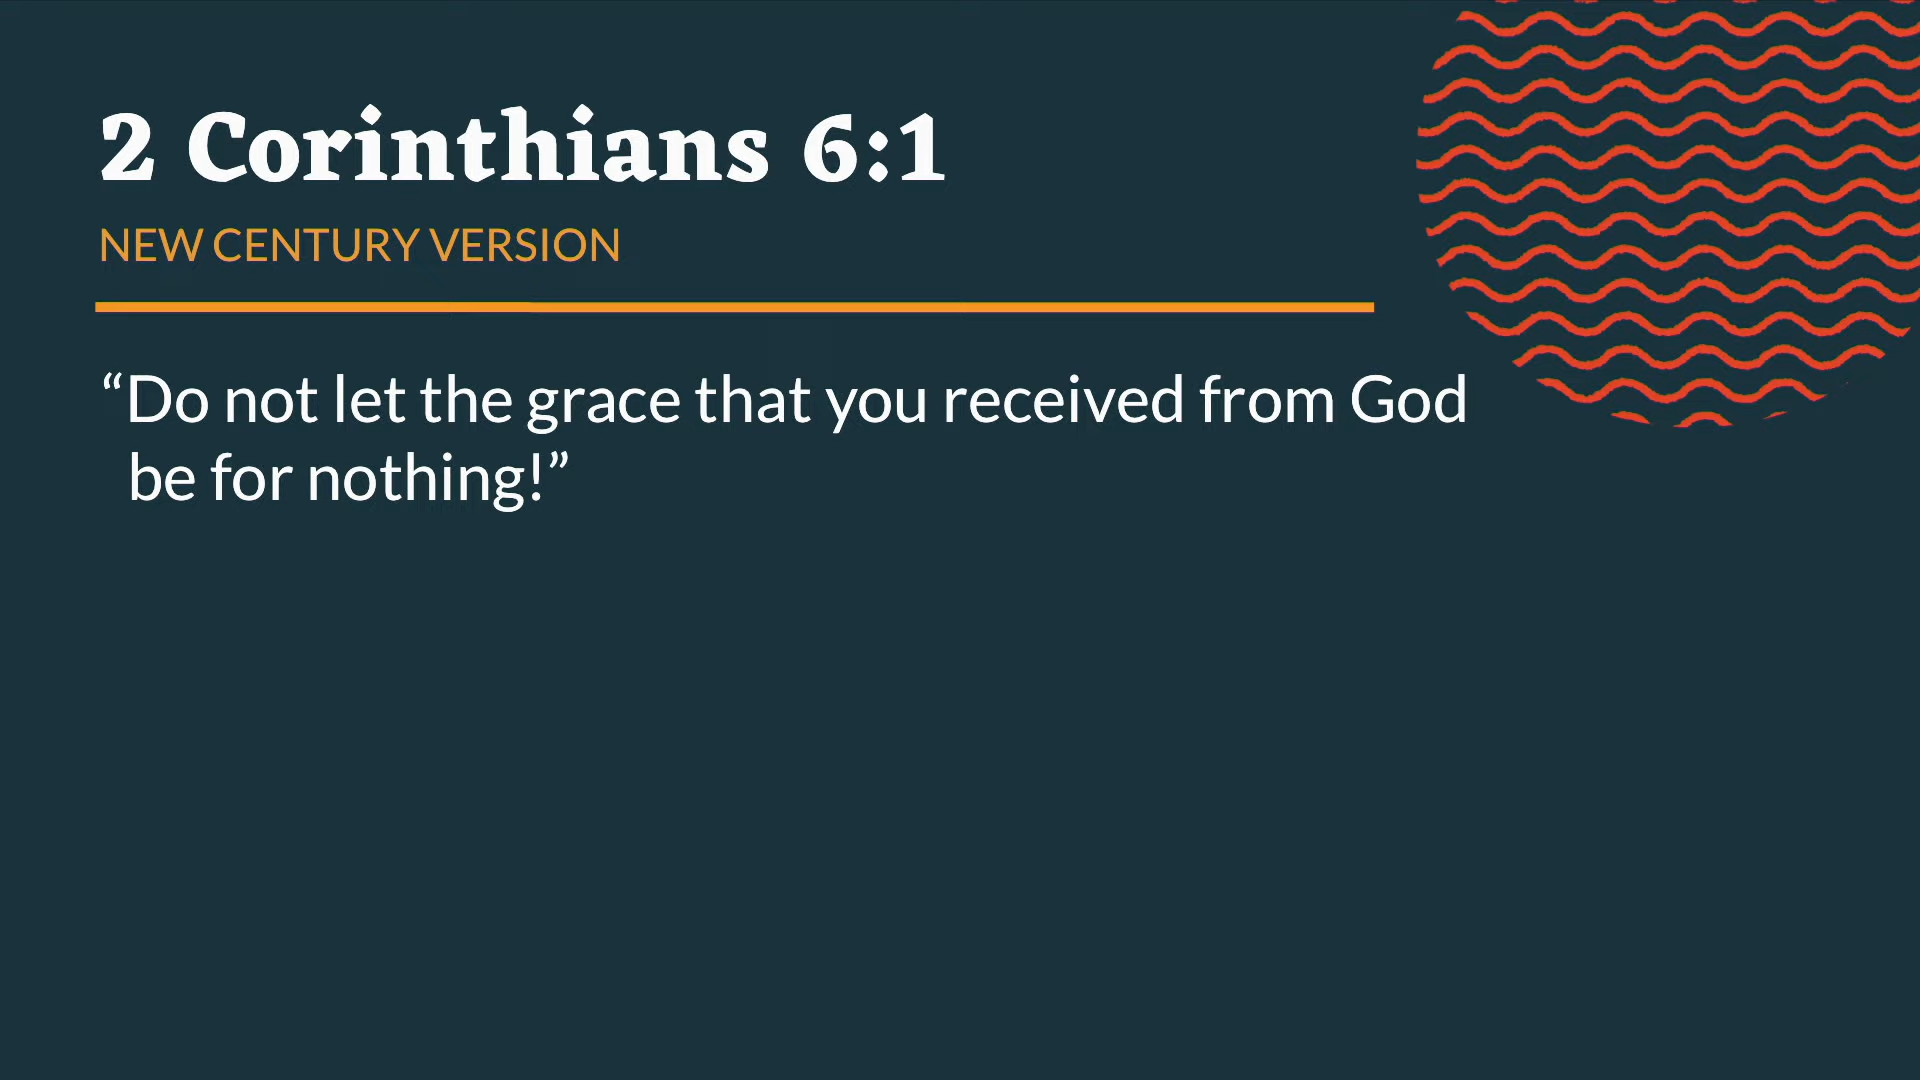 2 Corinthians 6:1
NEW CENTURY VERSION
“Do not let the grace that you received from God
be for nothing!”